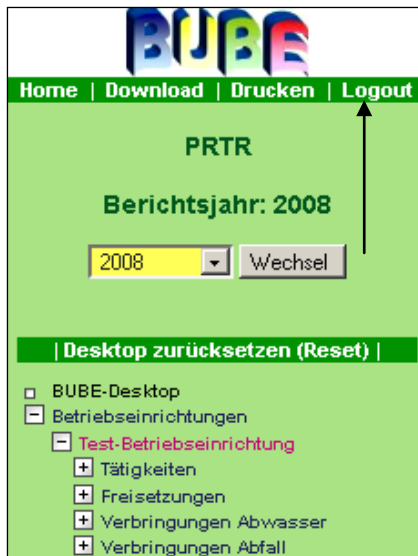 BUBE
Home | Download | Drucken | Logout
PRTR
Berichtsjahr: 2008
2008 Wechsel
| Desktop zurücksetzen (Reset) |
BUBE-Desktop
Betriebseinrichtungen
Test-Betriebseinrichtung
Tätigkeiten
Freisetzungen
Verbringungen Abwasser
Verbringungen Abfall